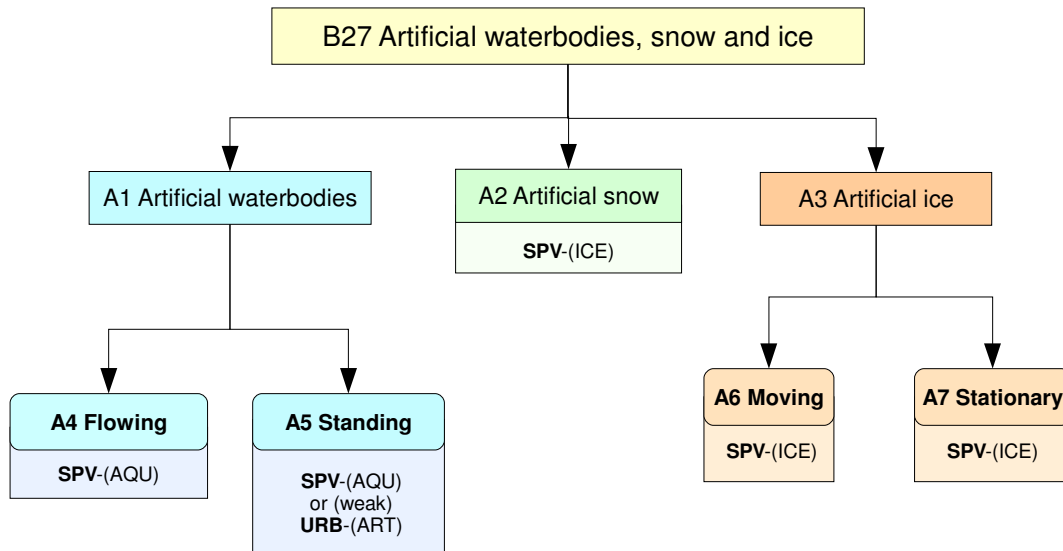 B27 Artificial waterbodies, snow and ice
A1 Artificial waterbodies
A2 Artificial snow
SPV-(ICE)
A3 Artificial ice
A4 Flowing
SPV-(AQU)
A5 Standing
SPV-(AQU)
or (weak)
URB-(ART)
A6 Moving
SPV-(ICE)
A7 Stationary
SPV-(ICE)